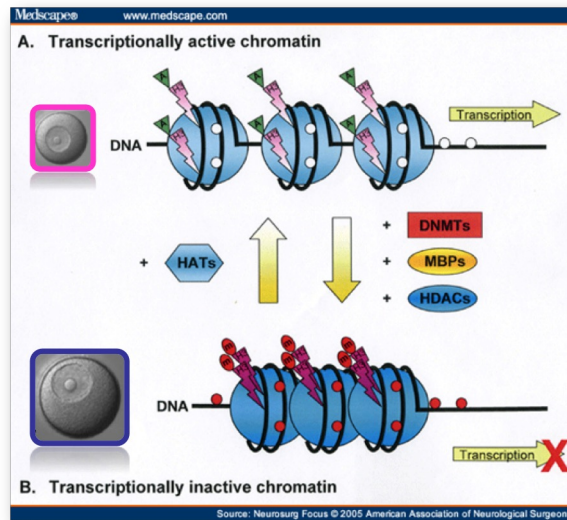 Medscape® www.medscape.com
A. Transcriptionally active chromatin
Transcription
DNA
+ DNMTs
+ HATs
+ MBPs
+ HDACs
DNA
Transcription X
B. Transcriptionally inactive chromatin
Source: Neurosurg Focus © 2005 American Association of Neurological Surgeon